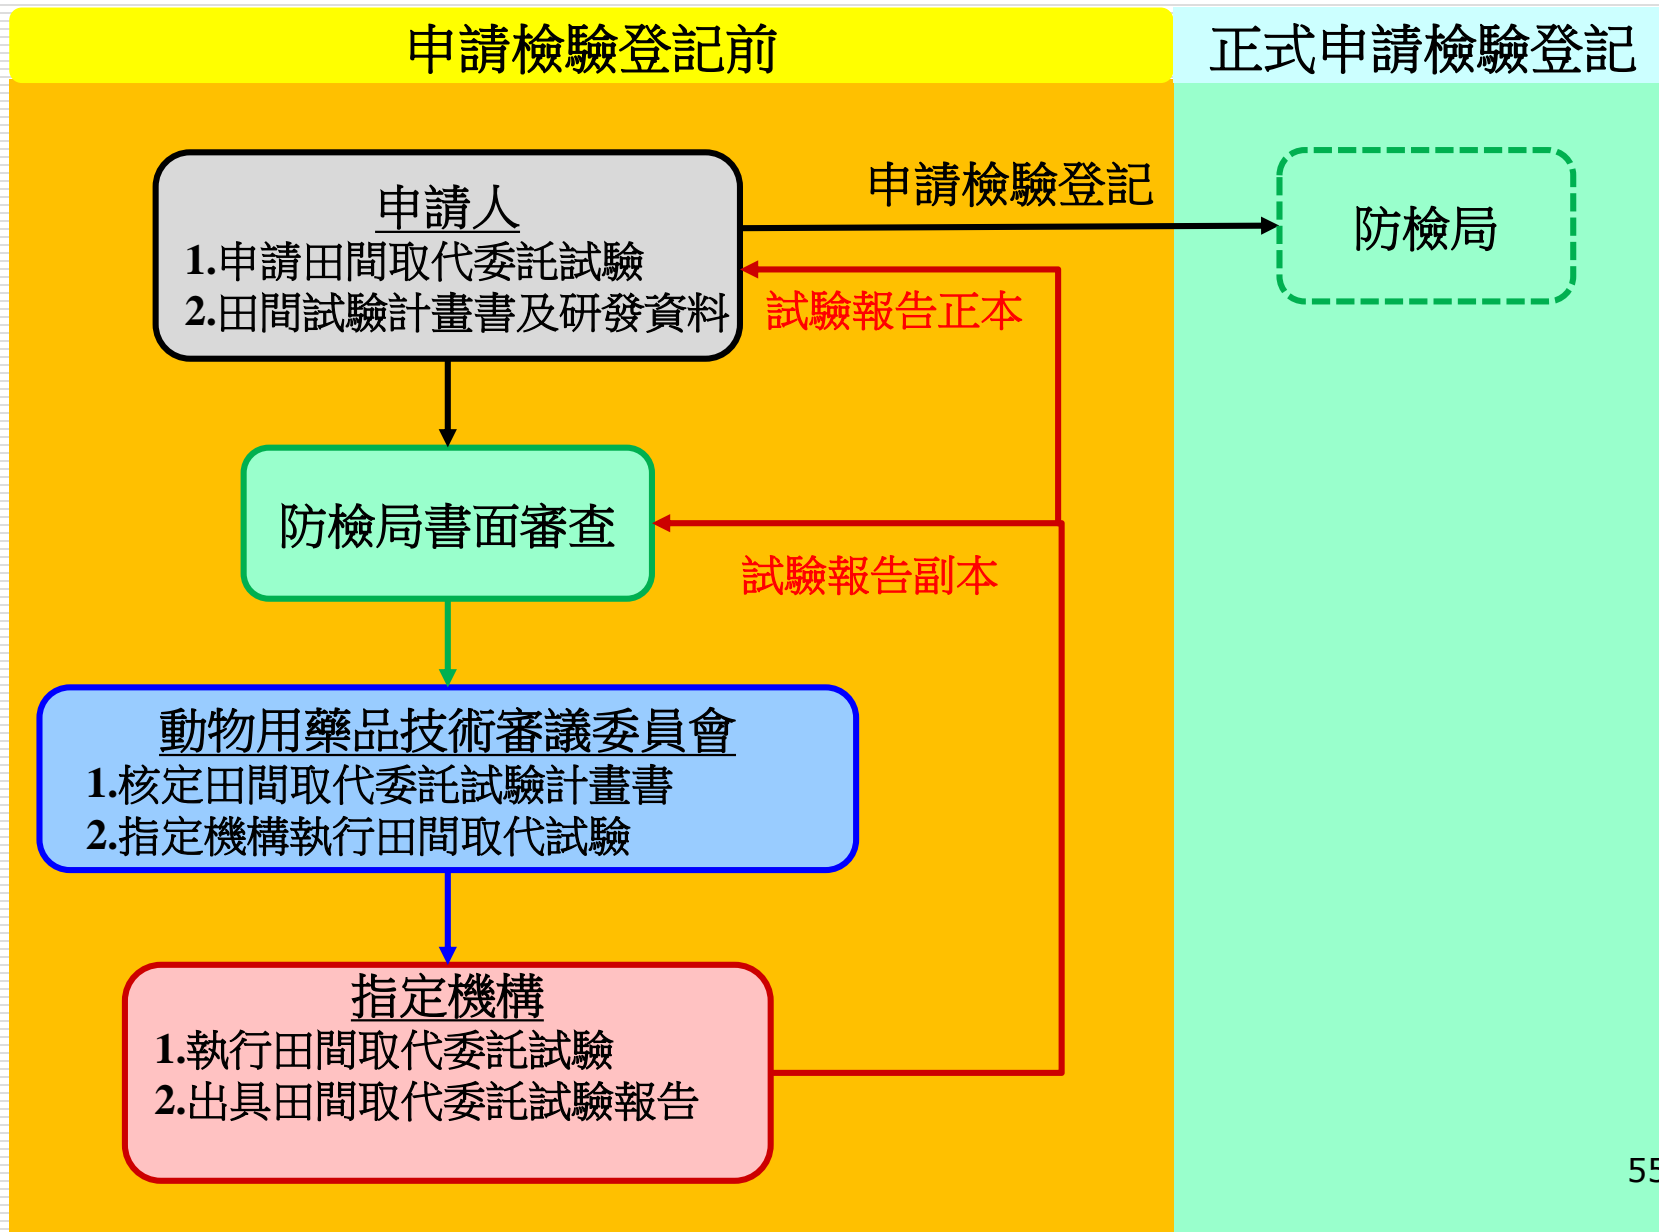 申請檢驗登記前
正式申請檢驗登記
申請人
1.申請田間取代委託試驗
2.田間試驗計畫書及研發資料
申請檢驗登記
防檢局
試驗報告正本
防檢局書面審查
試驗報告副本
動物用藥品技術審議委員會
1.核定田間取代委託試驗計畫書
2.指定機構執行田間取代試驗
指定機構
1.執行田間取代委託試驗
2.出具田間取代委託試驗報告
55